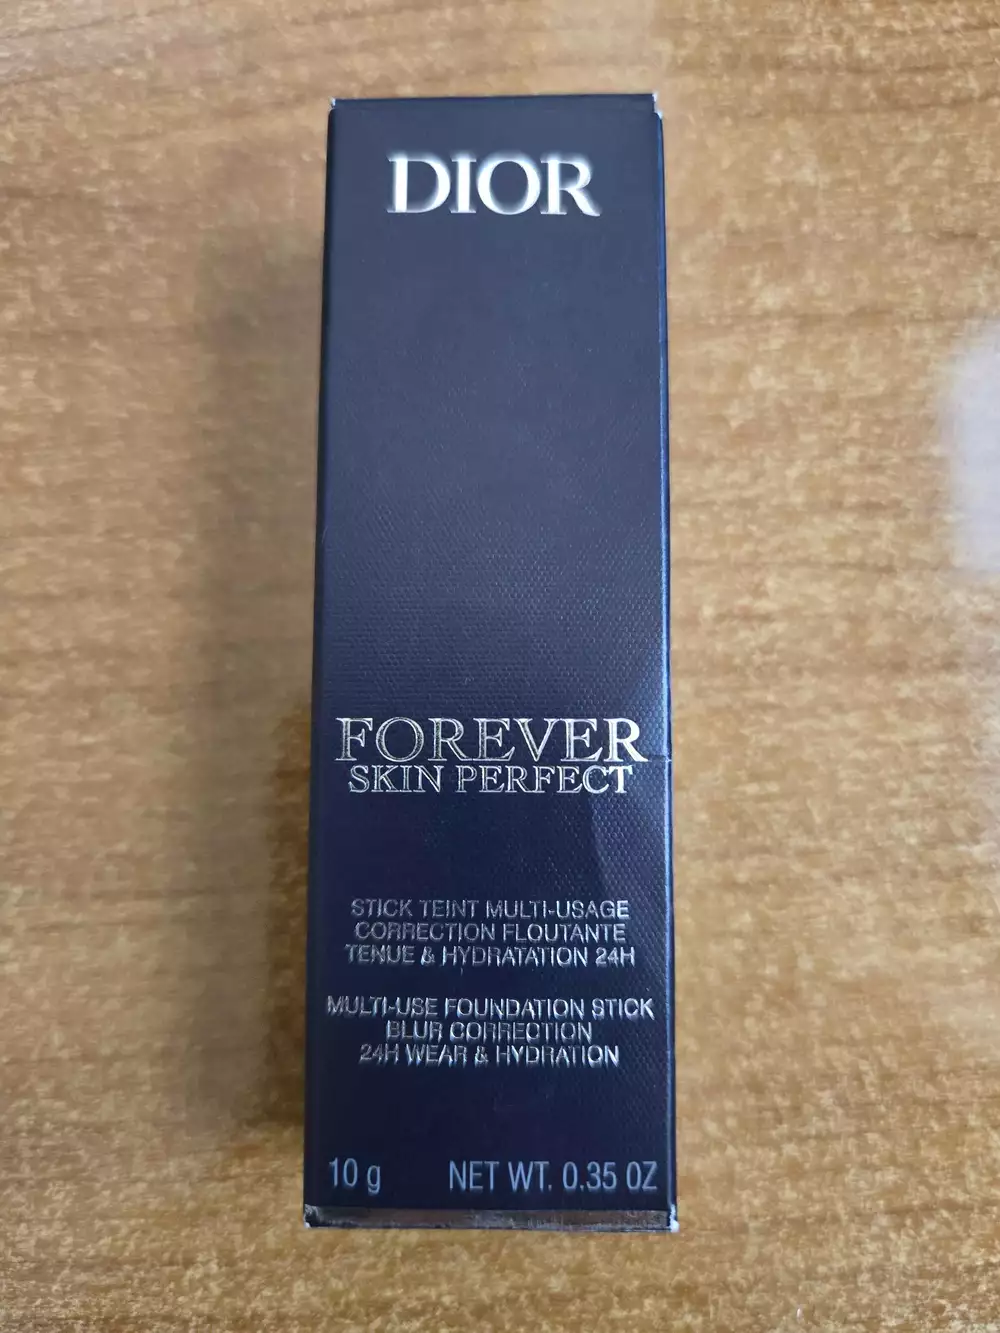 DIOR
FOREVER
SKIN PERFECT
STICK TEINT MULTI-USAGE
CORRECTION FLOUTANTE
TENUE & HYDRATATION 24H
MULTI-USE FOUNDATION STICK
BLUR CORRECTION
24H WEAR & HYDRATION
10 g NET WT. 0.35 OZ